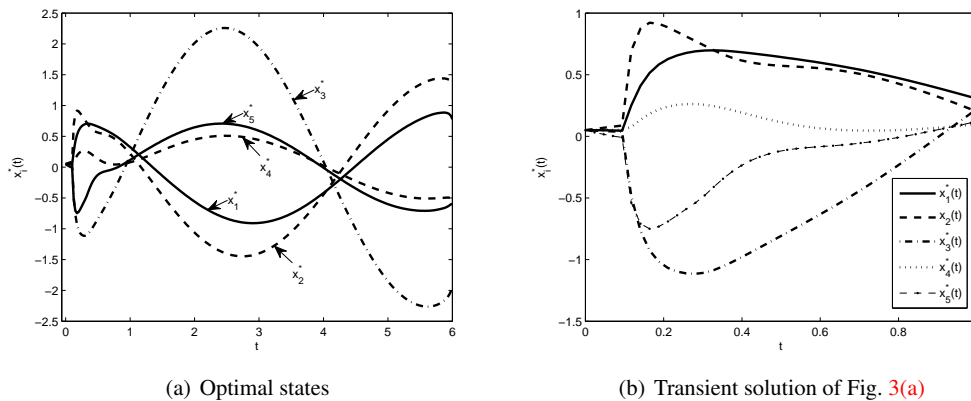 2.5
2
1.5
1
0.5
0
−0.5
−1
−1.5
−2
−2.5
0 1 2 3 4 5 6
t
x*i(t)
x*3
x*5
x*4
x*1
x*2
(a) Optimal states
1
0.5
0
−0.5
−1
−1.5
0 0.2 0.4 0.6 0.8
t
x*i(t)
x*1(t)
x*2(t)
x*3(t)
x*4(t)
x*5(t)
(b) Transient solution of Fig. 3(a)